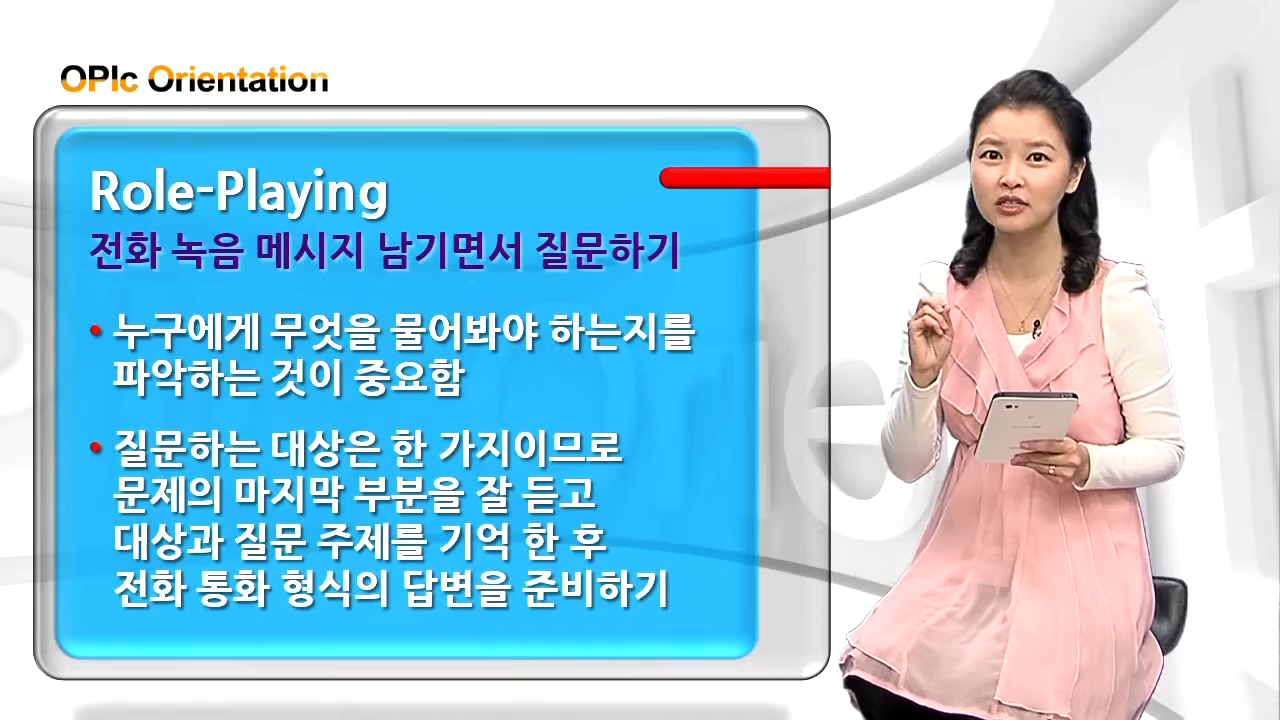 OPIc Orientation
Role-Playing
전화 녹음 메시지 남기면서 질문하기
• 누구에게 무엇을 물어봐야 하는지를
파악하는 것이 중요함
• 질문하는 대상은 한 가지이므로
문제의 마지막 부분을 잘 듣고
대상과 질문 주제를 기억 한 후
전화 통화 형식의 답변을 준비하기